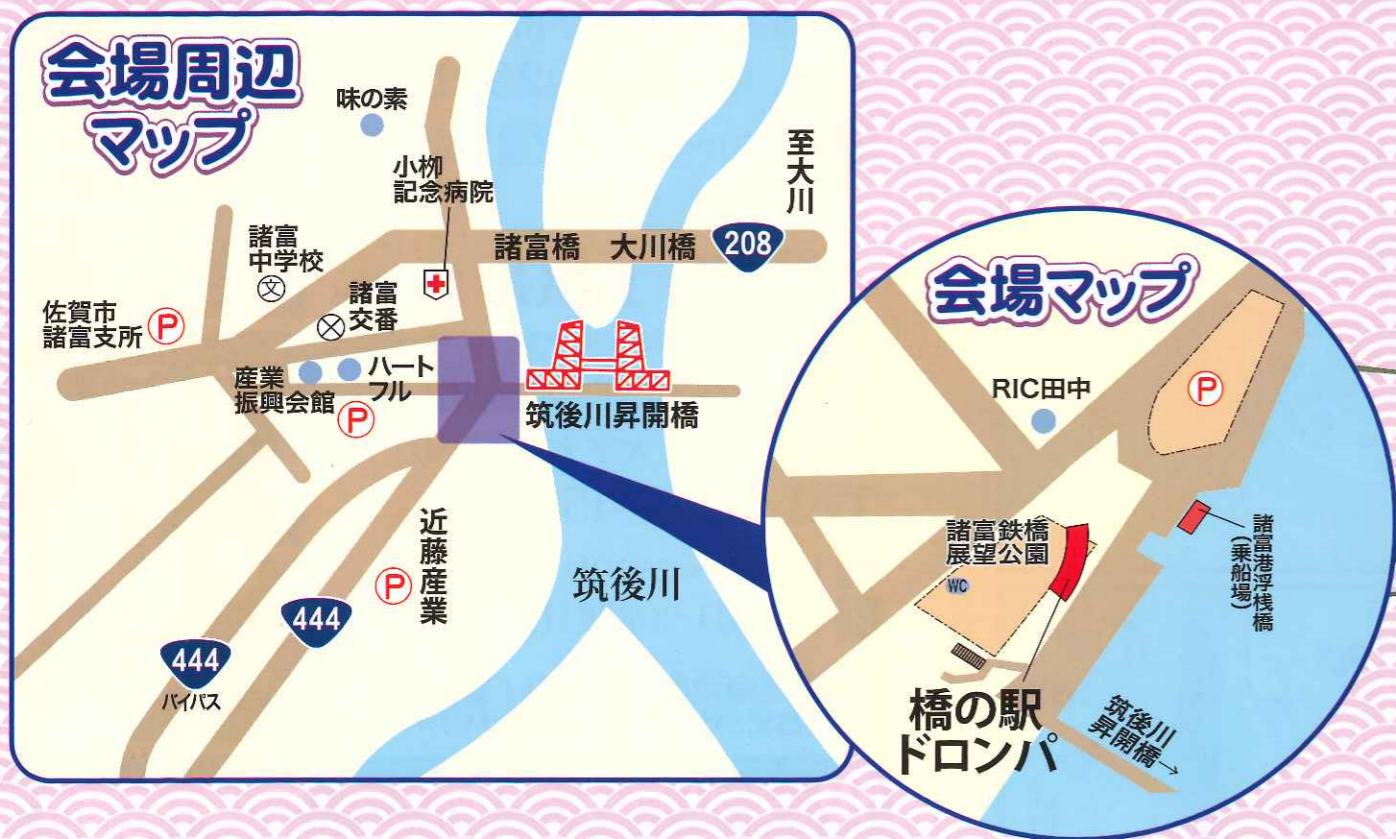 会場周辺
マップ
味の素
小栁
記念病院
至大川
諸富橋 大川橋 208
諸富
中学校
文
諸富
交番
佐賀市
諸富支所 P
産業
振興会館
ハート
フル
P
筑後川昇開橋
近藤産業
P
筑後川
444
444
バイパス
会場マップ
RIC田中
P
諸富鉄橋
展望公園
WC
諸富港浮桟橋
(乗船場)
橋の駅
ドロンパ
筑後川
昇開橋→